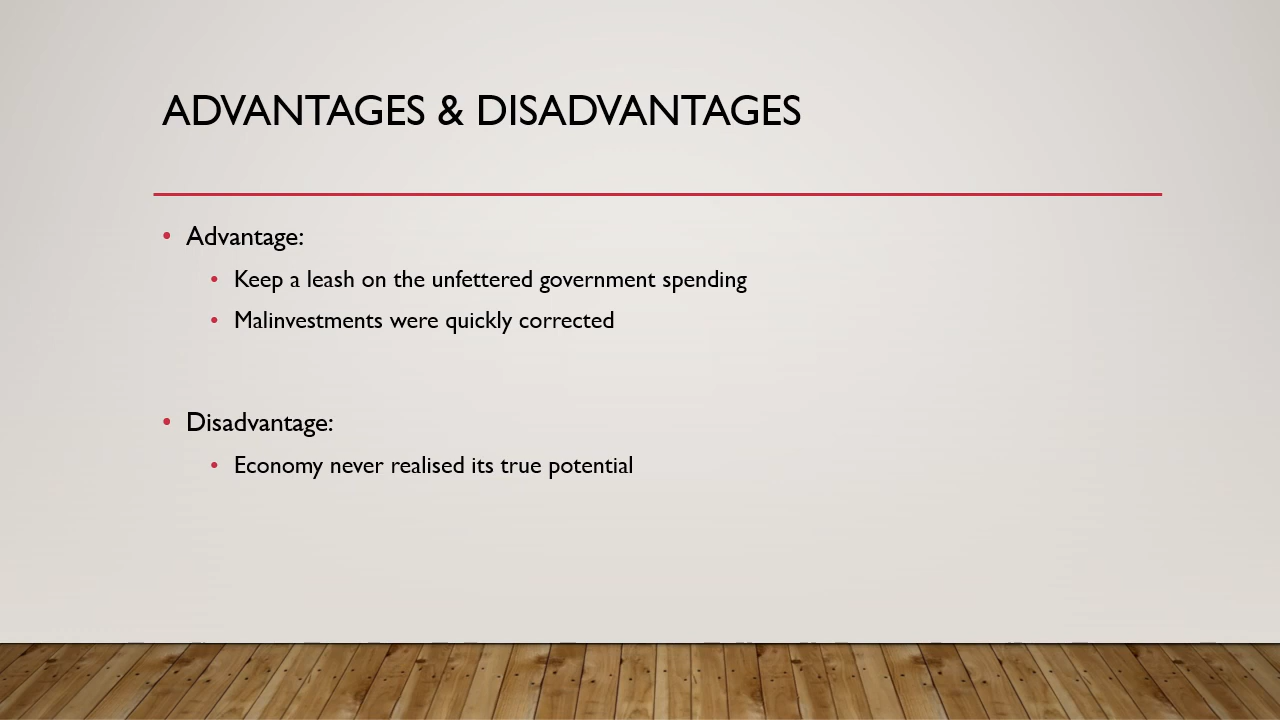 ADVANTAGES & DISADVANTAGES
• Advantage:
• Keep a leash on the unfettered government spending
• Malinvestments were quickly corrected
• Disadvantage:
• Economy never realised its true potential